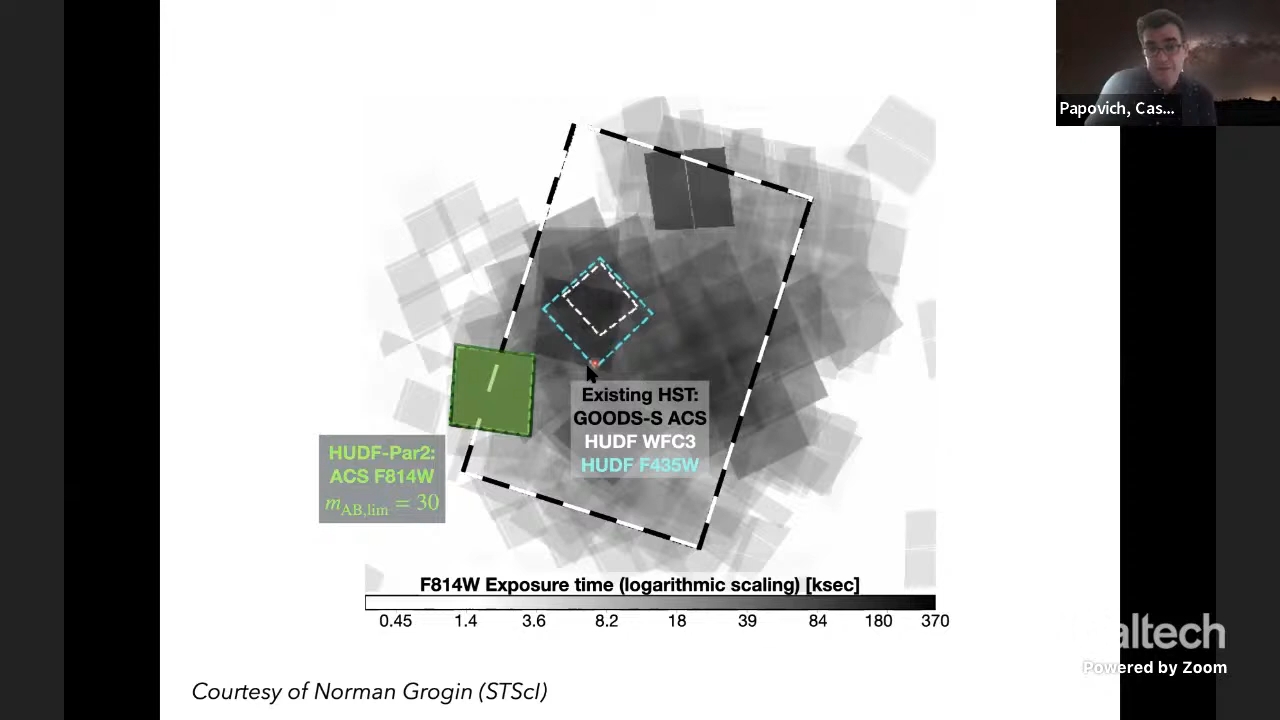 Papovich, Cas...
Existing HST:
GOODS-S ACS
HUDF WFC3
HUDF F435W
HUDF-Par2:
ACS F814W
m_AB,lim = 30
F814W Exposure time (logarithmic scaling) [ksec]
0.45 1.4 3.6 8.2 18 39 84 180 370
altech
Powered by Zoom
Courtesy of Norman Grogin (STScI)